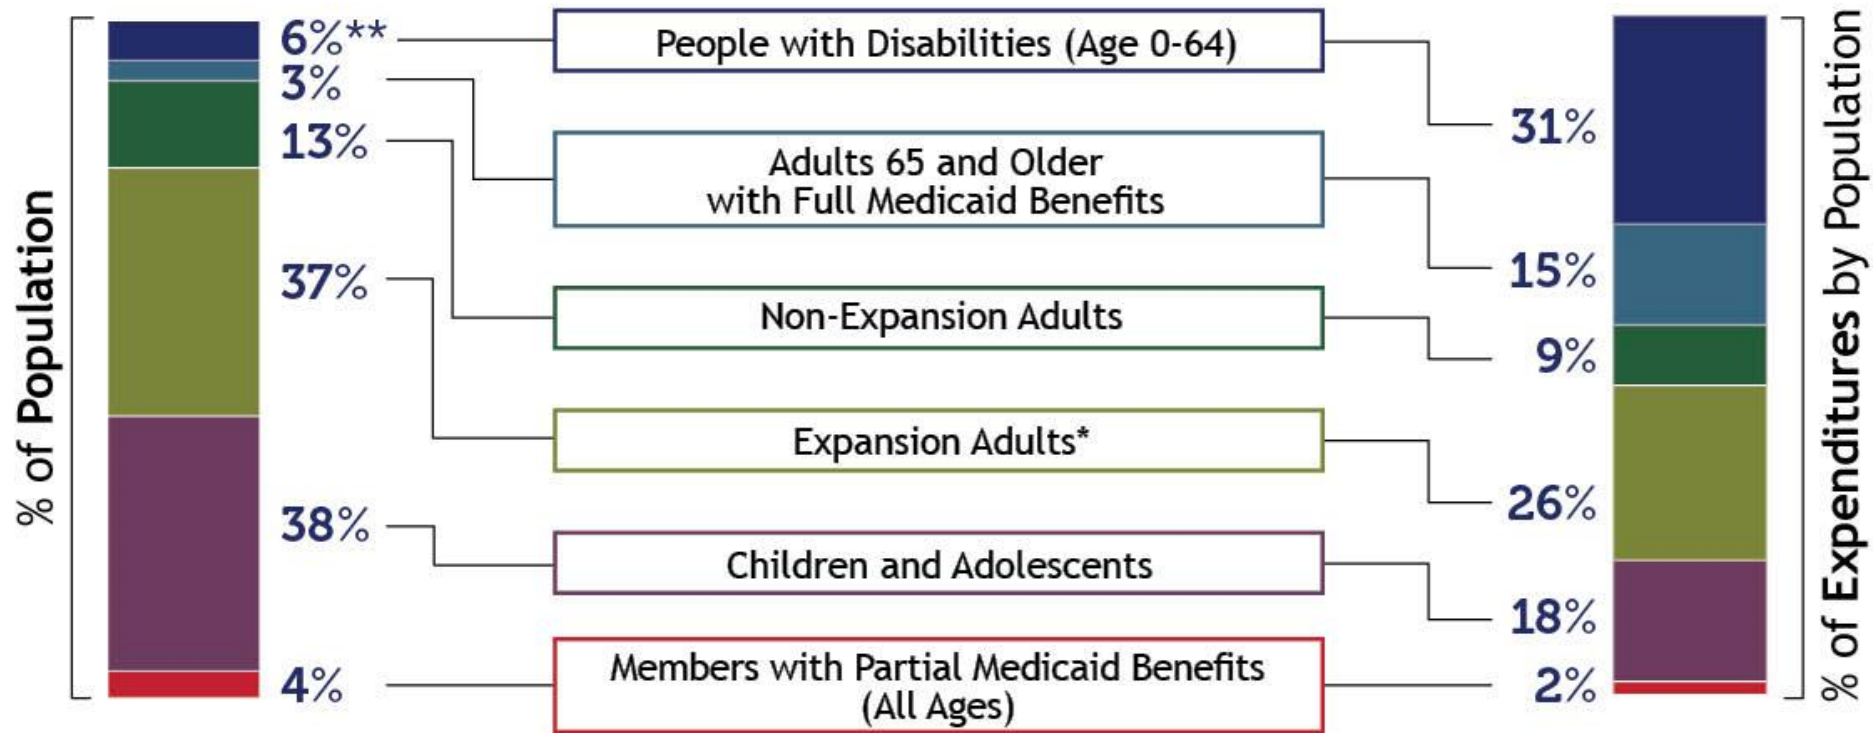 % of Population
6%**
3%
13%
37%
38%
4%
People with Disabilities (Age 0-64)
Adults 65 and Older
with Full Medicaid Benefits
Non-Expansion Adults
Expansion Adults*
Children and Adolescents
Members with Partial Medicaid Benefits
(All Ages)
31%
15%
9%
26%
18%
2%
% of Expenditures by Population